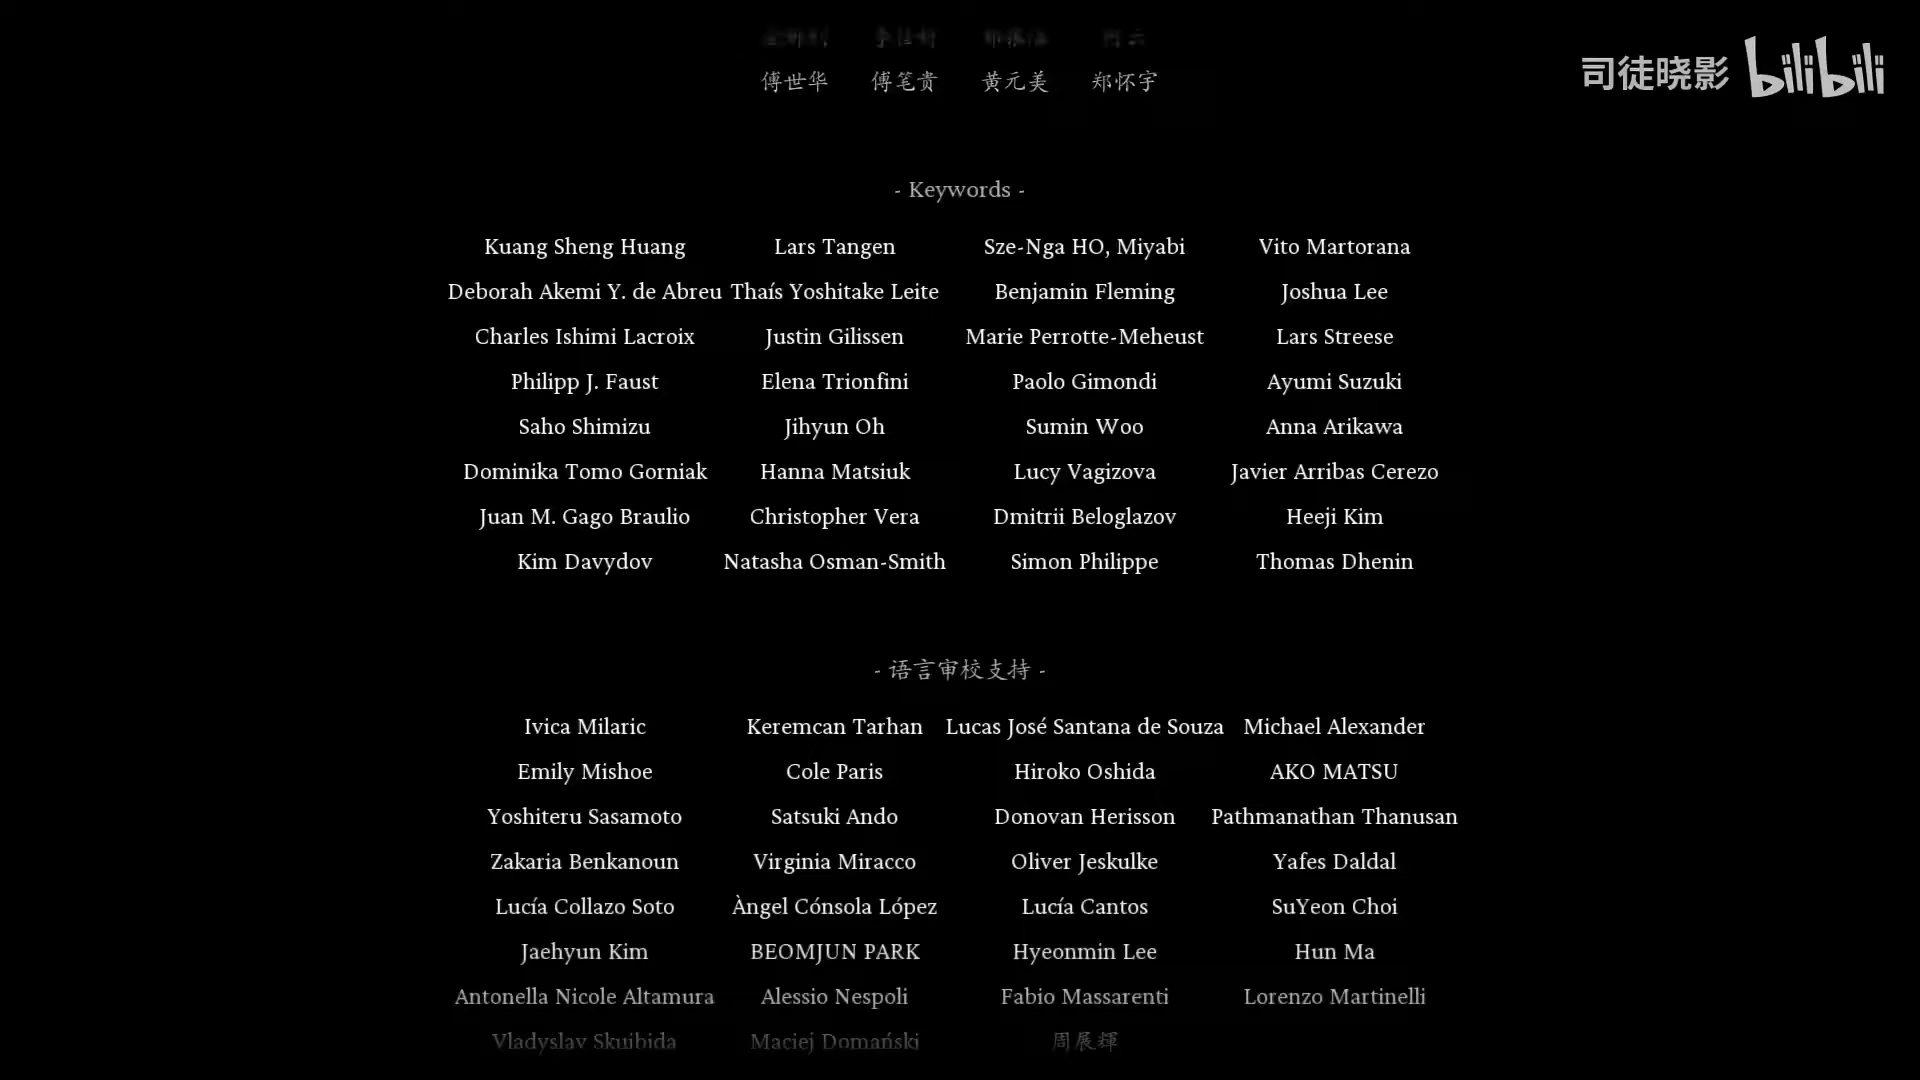 司徒晓影 bilibili
傅世华 傅笔贵 黄元美 郑怀宇
- Keywords -
Kuang Sheng Huang Lars Tangen Sze-Nga HO, Miyabi Vito Martorana
Deborah Akemi Y. de Abreu Thaís Yoshitake Leite Benjamin Fleming Joshua Lee
Charles Ishimi Lacroix Justin Gilissen Marie Perrotte-Meheust Lars Streese
Philipp J. Faust Elena Trionfini Paolo Gimondi Ayumi Suzuki
Saho Shimizu Jihyun Oh Sumin Woo Anna Arikawa
Dominika Tomo Gorniak Hanna Matsiuk Lucy Vagizova Javier Arribas Cerezo
Juan M. Gago Braulio Christopher Vera Dmitrii Beloglazov Heeji Kim
Kim Davydov Natasha Osman-Smith Simon Philippe Thomas Dhenin
- 语言审校支持 -
Ivica Milaric Keremcan Tarhan Lucas José Santana de Souza Michael Alexander
Emily Mishoe Cole Paris Hiroko Oshida AKO MATSU
Yoshiteru Sasamoto Satsuki Ando Donovan Herisson Pathmanathan Thanusan
Zakaria Benkanoun Virginia Miracco Oliver Jeskulke Yafes Daldal
Lucía Collazo Soto Àngel Cónsola López Lucía Cantos SuYeon Choi
Jaehyun Kim BEOMJUN PARK Hyeonmin Lee Hun Ma
Antonella Nicole Altamura Alessio Nespoli Fabio Massarenti Lorenzo Martinelli
Vladyslav Skuibida Maciej Domański 周展輝